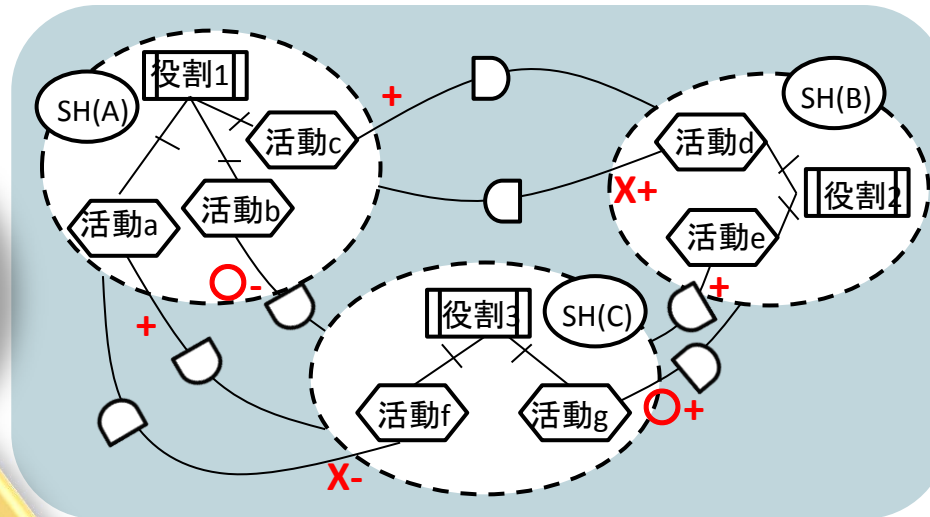 役割1
SH(A)
活動c
活動a
活動b
+
SH(B)
活動d
X+
役割2
活動e
+
O-
+
役割3
SH(C)
活動f
活動g
O+
X-